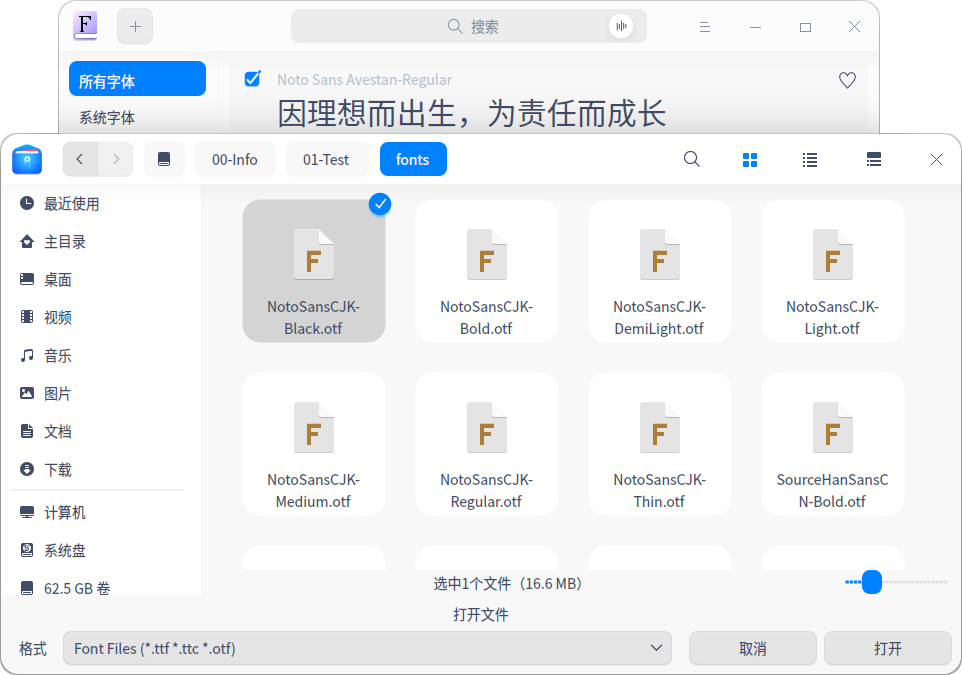 F
搜索
所有字体
系统字体
Noto Sans Avestan-Regular
因理想而出生，为责任而成长
00-Info
01-Test
fonts
最近使用
主目录
桌面
视频
音乐
图片
文档
下载
计算机
系统盘
62.5 GB 卷
F
NotoSansCJK-
Black.otf
F
NotoSansCJK-
Bold.otf
F
NotoSansCJK-
DemiLight.otf
F
NotoSansCJK-
Light.otf
F
NotoSansCJK-
Medium.otf
F
NotoSansCJK-
Regular.otf
F
NotoSansCJK-
Thin.otf
F
SourceHanSansC
N-Bold.otf
选中1个文件（16.6 MB）
打开文件
格式
Font Files (*.ttf *.ttc *.otf)
取消
打开